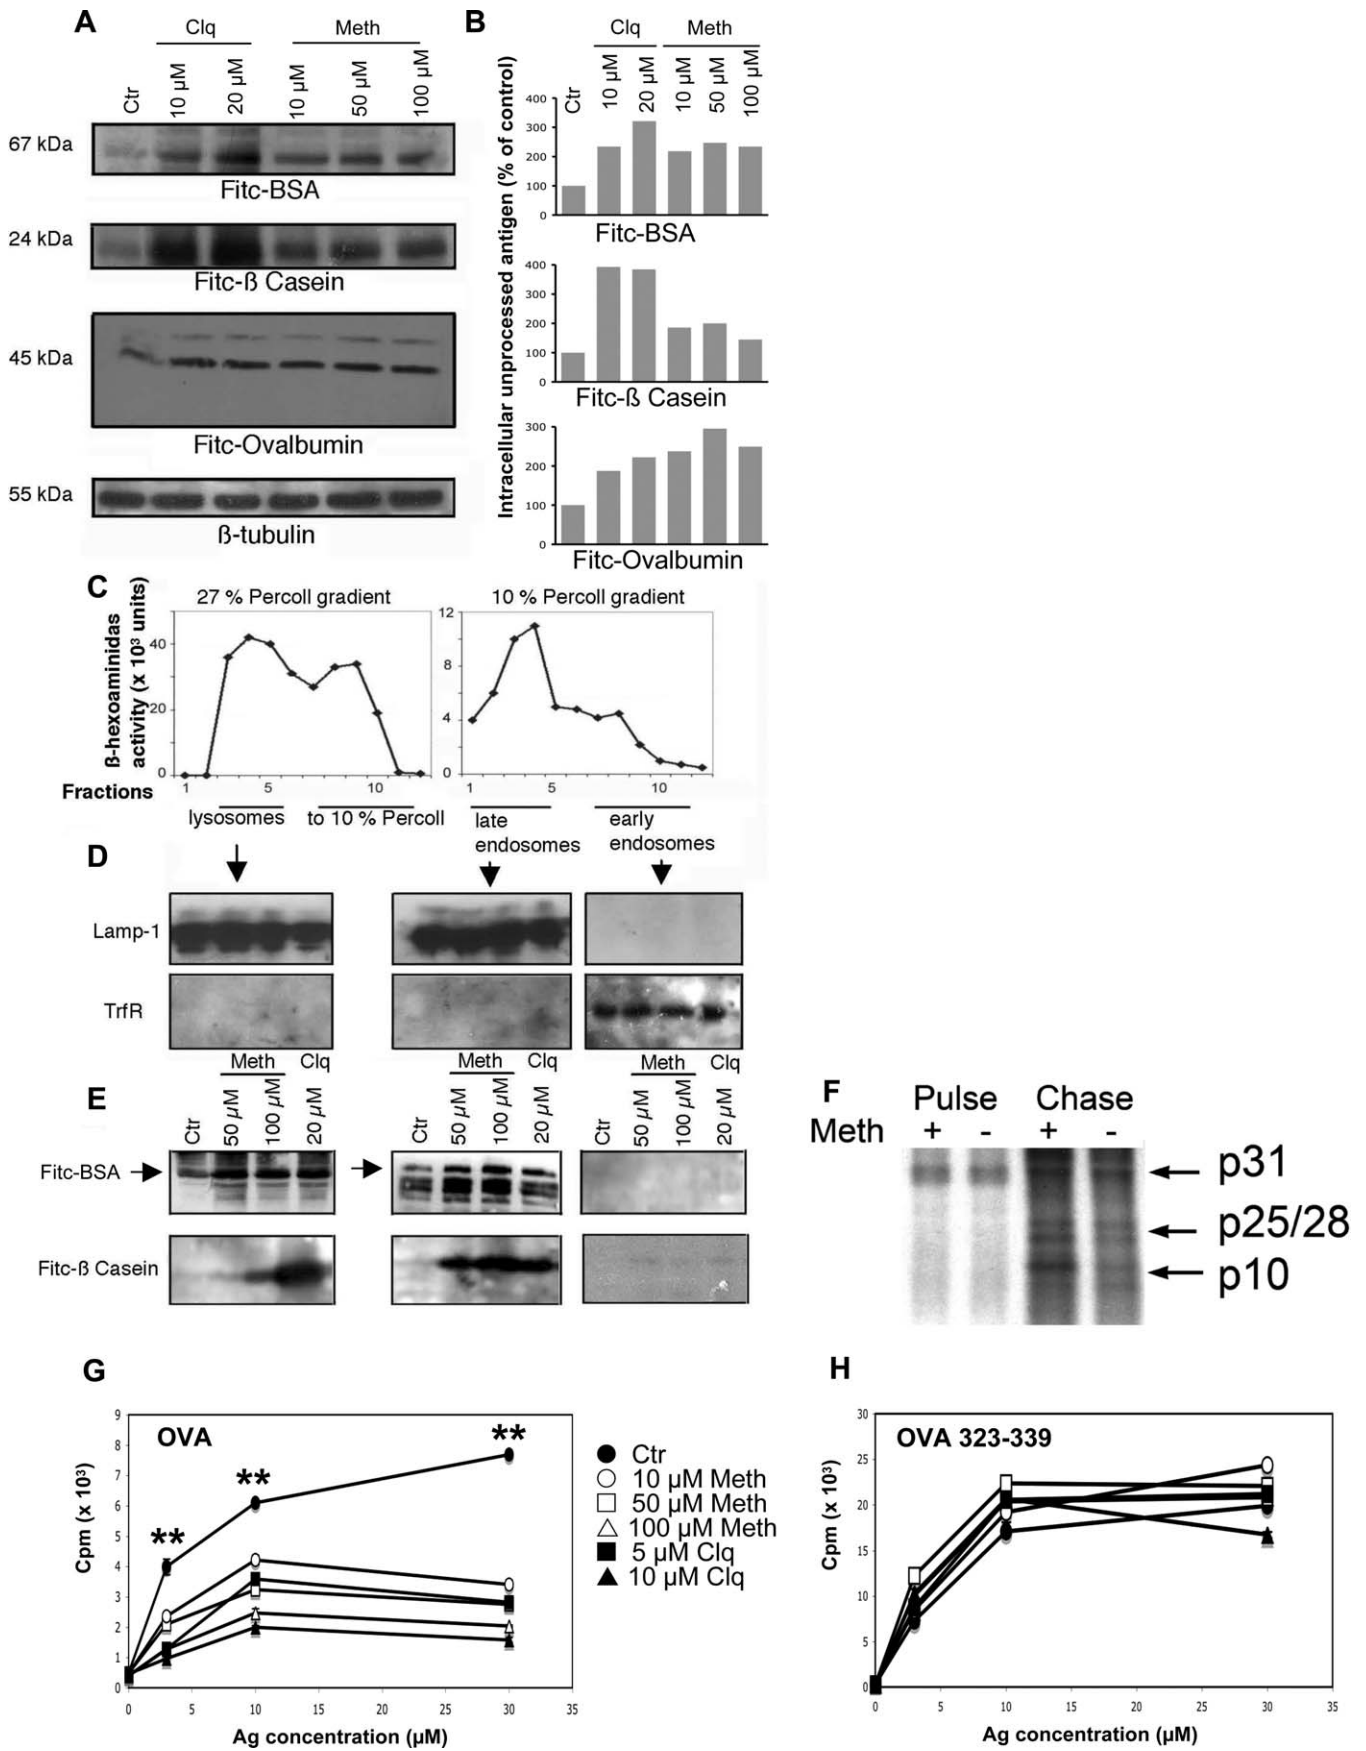 A
Clq
Meth
Ctr
10 µM
20 µM
10 µM
50 µM
100 µM
67 kDa
Fitc-BSA
24 kDa
Fitc-ß Casein
45 kDa
Fitc-Ovalbumin
55 kDa
ß-tubulin
B
Clq
Meth
Ctr
10 µM
20 µM
10 µM
50 µM
100 µM
Intracellular unprocessed antigen (% of control)
400
300
200
100
0
Fitc-BSA
400
300
200
100
0
Fitc-ß Casein
300
200
100
0
Fitc-Ovalbumin
C
27 % Percoll gradient
10 % Percoll gradient
ß-hexoaminidas
activity (x 10³ units)
40
20
0
12
8
4
0
Fractions
1 5 10
1 5 10
lysosomes
to 10 % Percoll
late
endosomes
early
endosomes
D
Lamp-1
TrfR
Meth Clq
Meth Clq
Meth Clq
E
Ctr
50 µM
100 µM
20 µM
Ctr
50 µM
100 µM
20 µM
Ctr
50 µM
100 µM
20 µM
Fitc-BSA
Fitc-ß Casein
F
Pulse Chase
Meth + - + -
p31
p25/28
p10
G
OVA
**
**
**
Cpm (x 10³)
9
8
7
6
5
4
3
2
1
0
0 5 10 15 20 25 30 35
Ag concentration (µM)
Ctr
10 µM Meth
50 µM Meth
100 µM Meth
5 µM Clq
10 µM Clq
H
OVA 323-339
Cpm (x 10³)
30
25
20
15
10
5
0
0 5 10 15 20 25 30 35
Ag concentration (µM)